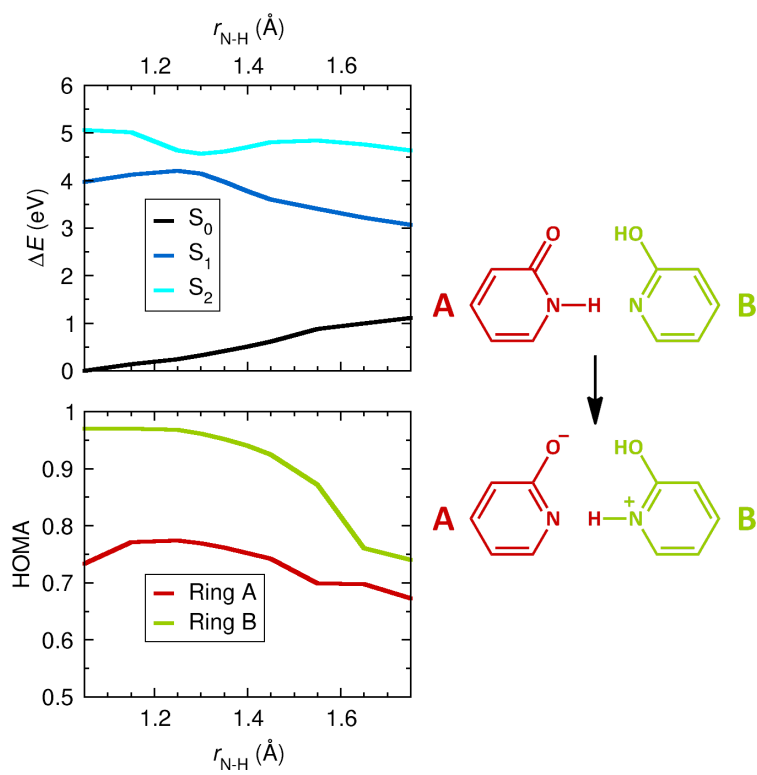 r_N-H (Å)
1.2 1.4 1.6
6
5
4
3
2
1
0
ΔE (eV)
S₀
S₁
S₂
1
0.9
0.8
0.7
0.6
0.5
HOMA
Ring A
Ring B
1.2 1.4 1.6
r_N-H (Å)
O HO
A N H N B
O⁻ HO
A N H N⁺ B